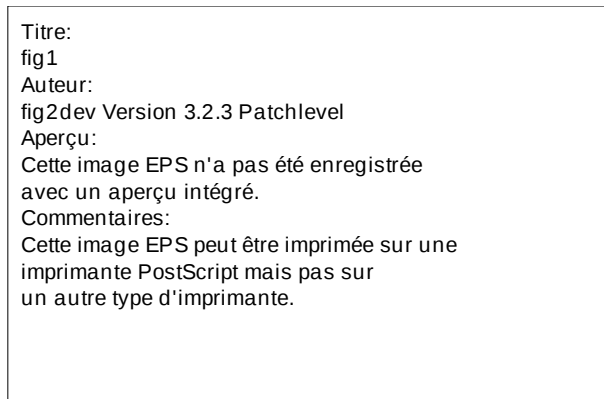 Titre:
fig1
Auteur:
fig2dev Version 3.2.3 Patchlevel
Aperçu:
Cette image EPS n'a pas été enregistrée
avec un aperçu intégré.
Commentaires:
Cette image EPS peut être imprimée sur une
imprimante PostScript mais pas sur
un autre type d'imprimante.